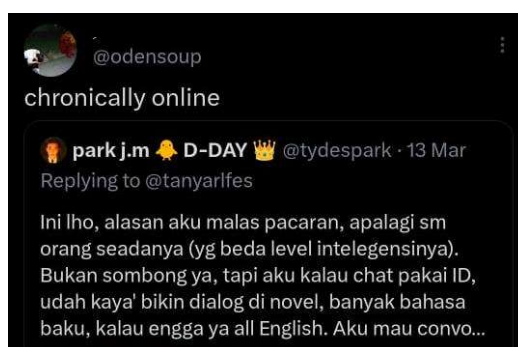 @odensoup
chronically online
park j.m 🐥 D-DAY 👑 @tydespark · 13 Mar
Replying to @tanyarlfes
Ini lho, alasan aku malas pacaran, apalagi sm
orang seadanya (yg beda level intelegensinya).
Bukan sombong ya, tapi aku kalau chat pakai ID,
udah kaya' bikin dialog di novel, banyak bahasa
baku, kalau engga ya all English. Aku mau convo...